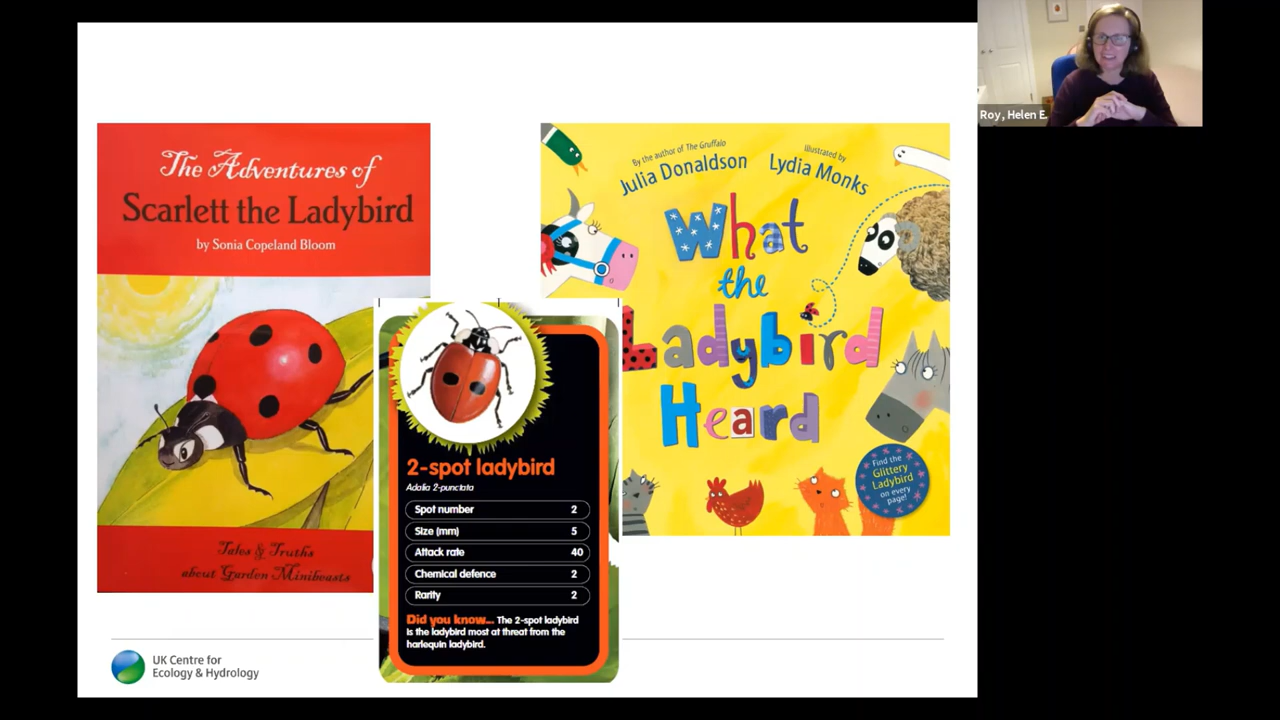 The Adventures of
Scarlett the Ladybird
by Sonia Copeland Bloom
Tales & Truths
about Garden Minibeasts
2-spot ladybird
Adalia 2-punctata
Spot number 2
Size (mm) 5
Attack rate 40
Chemical defence 2
Rarity 2
Did you know... The 2-spot ladybird
is the ladybird most at threat from the
harlequin ladybird.
By the author of The Gruffalo
Julia Donaldson
Illustrated by
Lydia Monks
What
the
Ladybird
Heard
Find the
Glittery
Ladybird
on every
page!
UK Centre for
Ecology & Hydrology
Roy, Helen E.